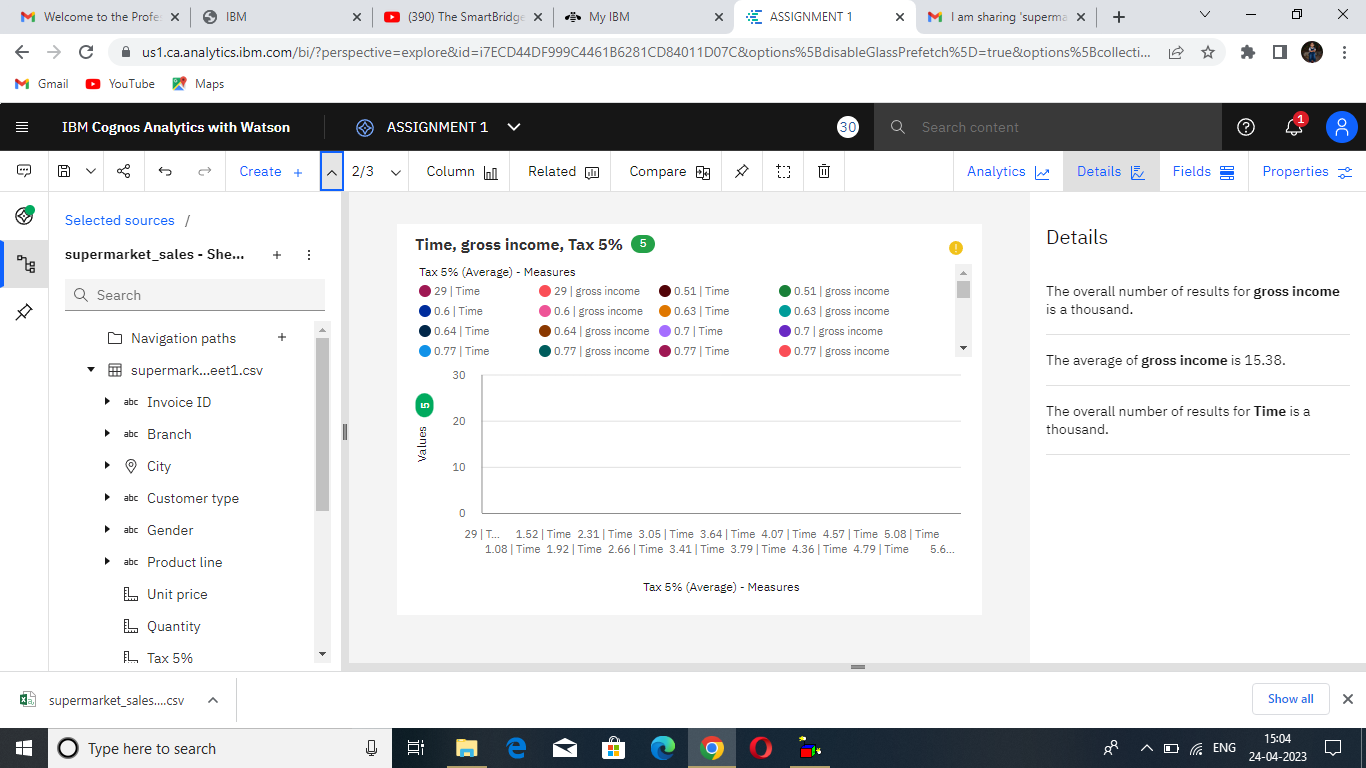 Welcome to the Profes
IBM
(390) The SmartBridge
My IBM
ASSIGNMENT 1
I am sharing 'superma
us1.ca.analytics.ibm.com/bi/?perspective=explore&id=i7ECD44DF999C4461B6281CD84011D07C&options%5BdisableGlassPrefetch%5D=true&options%5Bcollecti...
Gmail
YouTube
Maps
IBM Cognos Analytics with Watson
ASSIGNMENT 1
30
Search content
1
Create +
2/3
Column
Related
Compare
Analytics
Details
Fields
Properties
Selected sources /
supermarket_sales - She...
Search
Navigation paths
supermark...eet1.csv
abc Invoice ID
abc Branch
City
abc Customer type
abc Gender
abc Product line
Unit price
Quantity
Tax 5%
Time, gross income, Tax 5% 5
Tax 5% (Average) - Measures
29 | Time 29 | gross income 0.51 | Time 0.51 | gross income
0.6 | Time 0.6 | gross income 0.63 | Time 0.63 | gross income
0.64 | Time 0.64 | gross income 0.7 | Time 0.7 | gross income
0.77 | Time 0.77 | gross income 0.77 | Time 0.77 | gross income
30
20
10
0
5
Values
29 | T... 1.52 | Time 2.31 | Time 3.05 | Time 3.64 | Time 4.07 | Time 4.57 | Time 5.08 | Time
1.08 | Time 1.92 | Time 2.66 | Time 3.41 | Time 3.79 | Time 4.36 | Time 4.79 | Time 5.6...
Tax 5% (Average) - Measures
Details
The overall number of results for gross income
is a thousand.
The average of gross income is 15.38.
The overall number of results for Time is a
thousand.
supermarket_sales....csv
Show all
Type here to search
ENG
15:04
24-04-2023